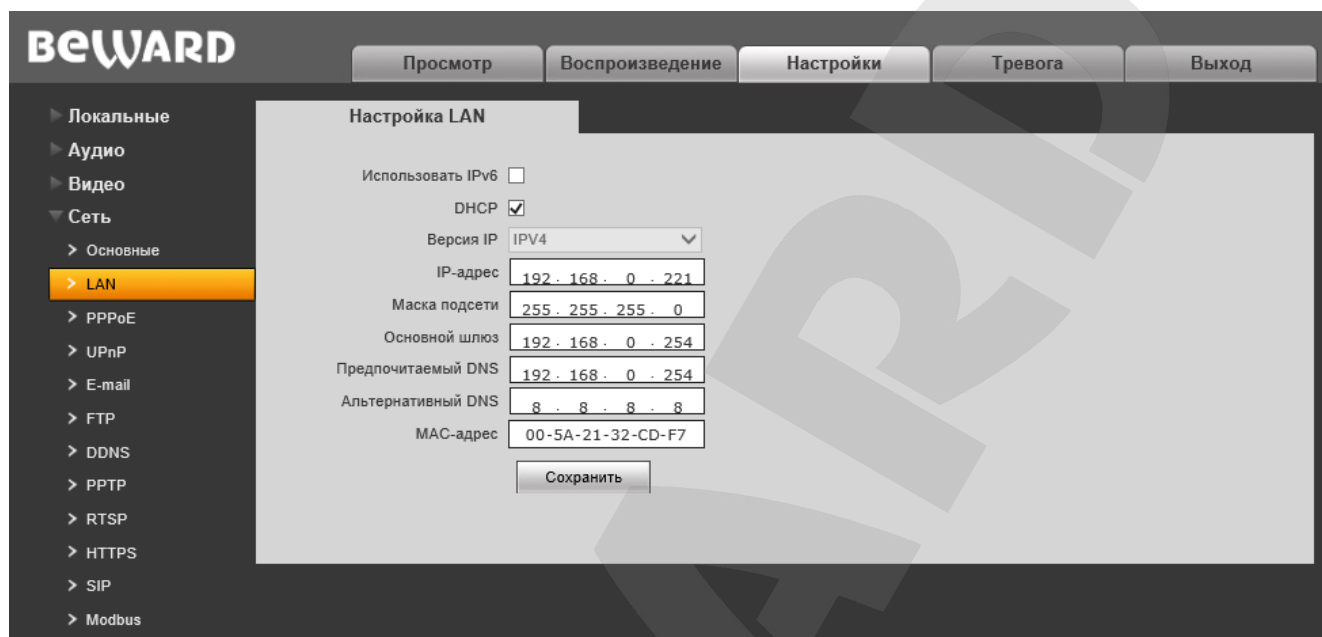 BEWARD
Просмотр Воспроизведение Настройки Тревога Выход
Локальные
Аудио
Видео
Сеть
Основные
LAN
PPPoE
UPnP
E-mail
FTP
DDNS
PPTP
RTSP
HTTPS
SIP
Modbus
Настройка LAN
Использовать IPv6
DHCP
Версия IP IPV4
IP-адрес 192 . 168 . 0 . 221
Маска подсети 255 . 255 . 255 . 0
Основной шлюз 192 . 168 . 0 . 254
Предпочитаемый DNS 192 . 168 . 0 . 254
Альтернативный DNS 8 . 8 . 8 . 8
MAC-адрес 00-5A-21-32-CD-F7
Сохранить
ARD